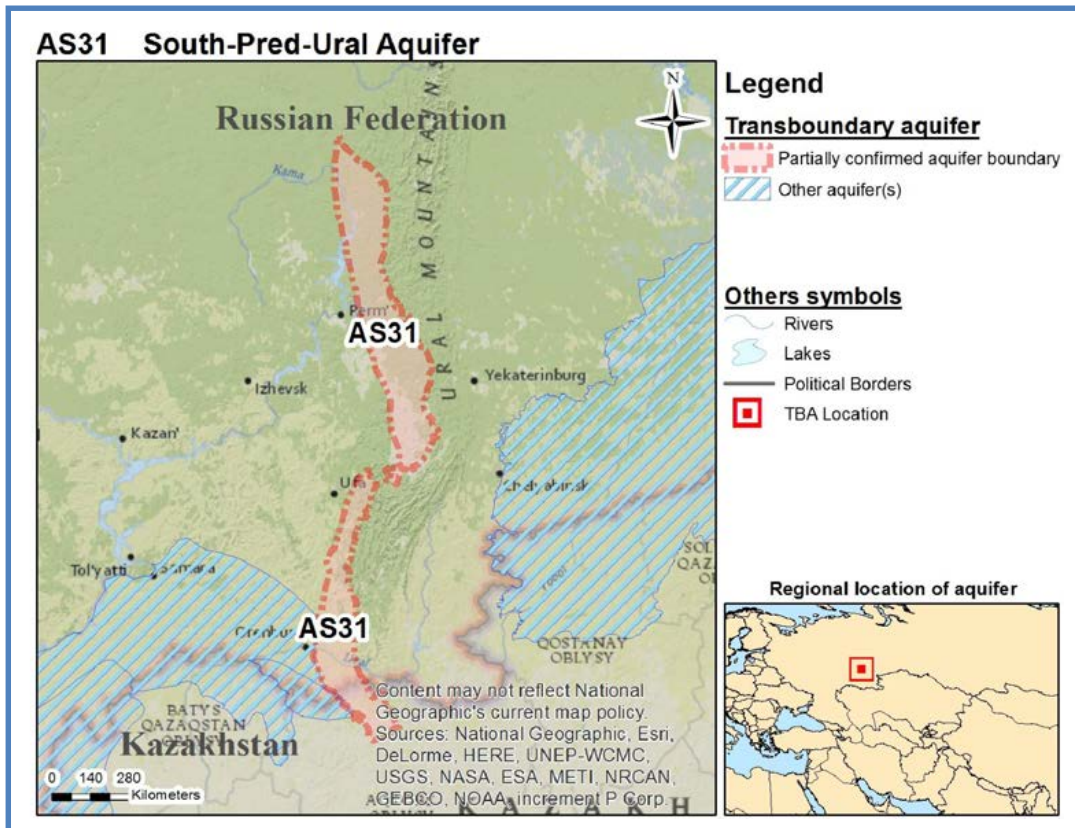 AS31 South-Pred-Ural Aquifer
Russian Federation
N
Kama
URAL MOUNTAINS
Perm'
AS31
Yekaterinburg
Izhevsk
Kazan'
Ufa
Chelyabinsk
Tol'yatti
Samara
AS31
Ural
QOSTANAY
OBLYSY
BATYS
QAZAQSTAN
Kazakhstan
Content may not reflect National
Geographic's current map policy.
Sources: National Geographic, Esri,
DeLorme, HERE, UNEP-WCMC,
USGS, NASA, ESA, METI, NRCAN,
GEBCO, NOAA, increment P Corp.
0 140 280
Kilometers
KAZAKH
Legend
Transboundary aquifer
Partially confirmed aquifer boundary
Other aquifer(s)
Others symbols
Rivers
Lakes
Political Borders
TBA Location
Regional location of aquifer